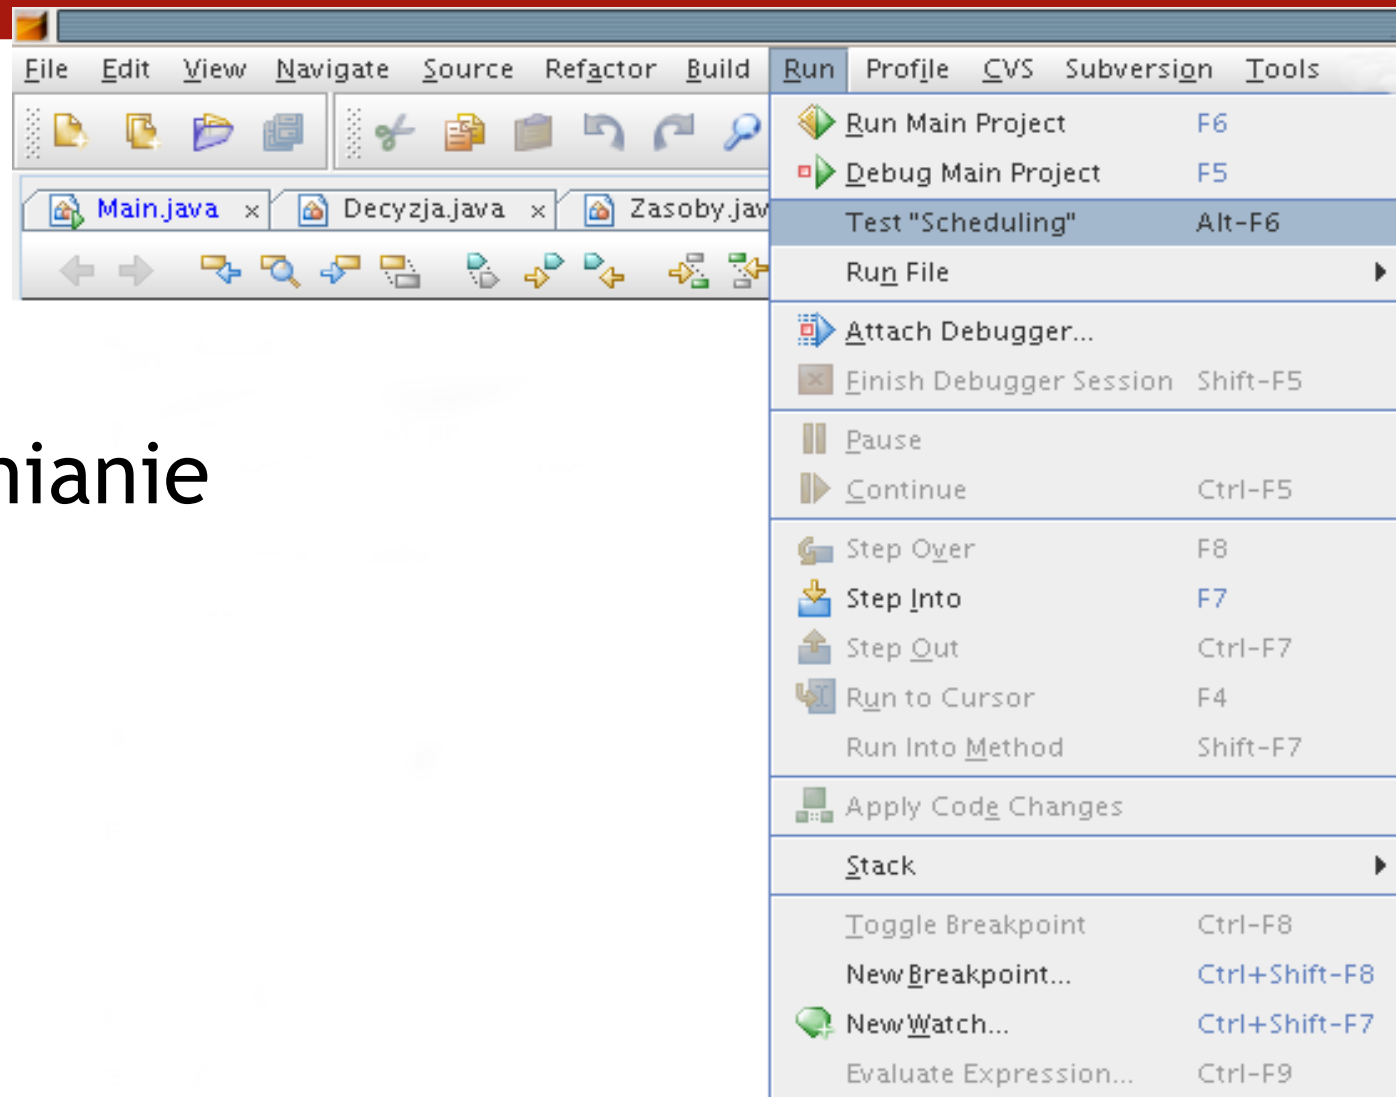 File Edit View Navigate Source Refactor Build Run Profile CVS Subversion Tools
Main.java x Decyzja.java x Zasoby.jav
Run Main Project F6
Debug Main Project F5
Test "Scheduling" Alt-F6
Run File
Attach Debugger...
Finish Debugger Session Shift-F5
Pause
Continue Ctrl-F5
Step Over F8
Step Into F7
Step Out Ctrl-F7
Run to Cursor F4
Run Into Method Shift-F7
Apply Code Changes
Stack
Toggle Breakpoint Ctrl-F8
New Breakpoint... Ctrl+Shift-F8
New Watch... Ctrl+Shift-F7
Evaluate Expression... Ctrl-F9
nianie